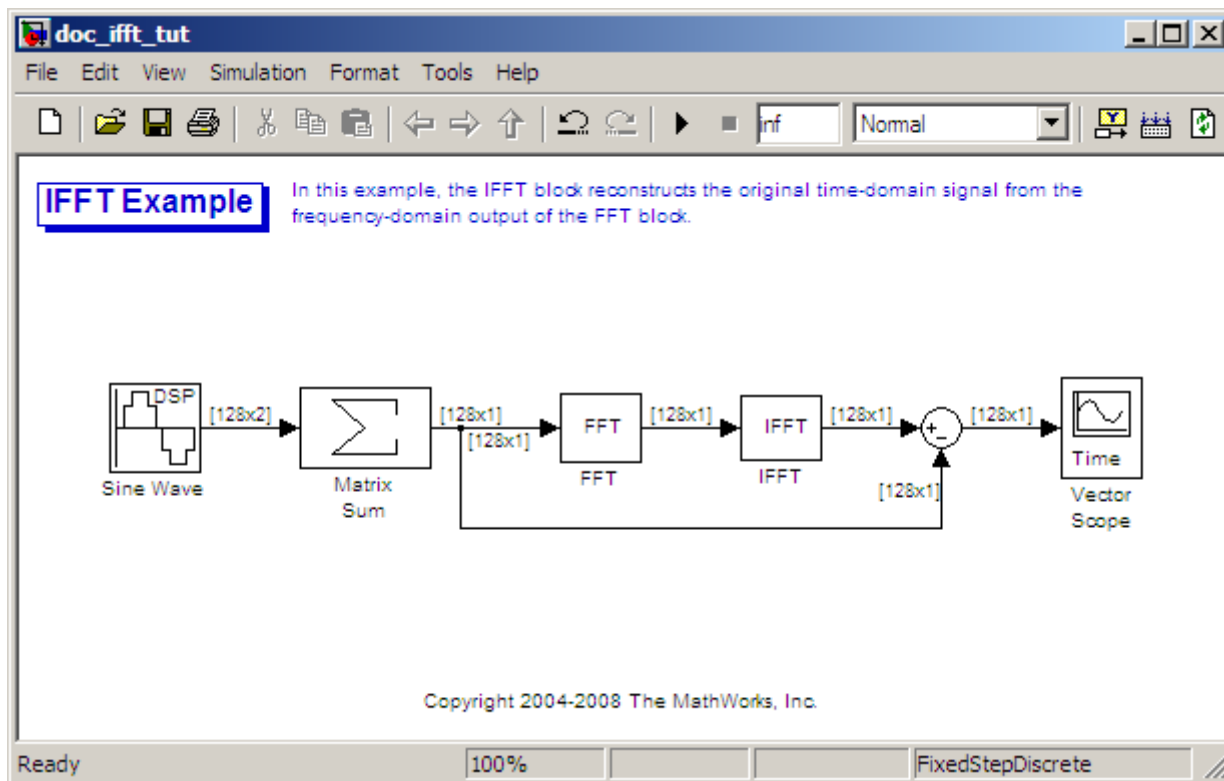 doc_ifft_tut
File Edit View Simulation Format Tools Help
inf Normal
IFFT Example
In this example, the IFFT block reconstructs the original time-domain signal from the
frequency-domain output of the FFT block.
DSP
[128x2]
[128x1]
[128x1]
FFT
[128x1]
IFFT
[128x1]
[128x1]
Time
Sine Wave
Matrix
Sum
FFT
IFFT
[128x1]
Vector
Scope
Copyright 2004-2008 The MathWorks, Inc.
Ready 100% FixedStepDiscrete